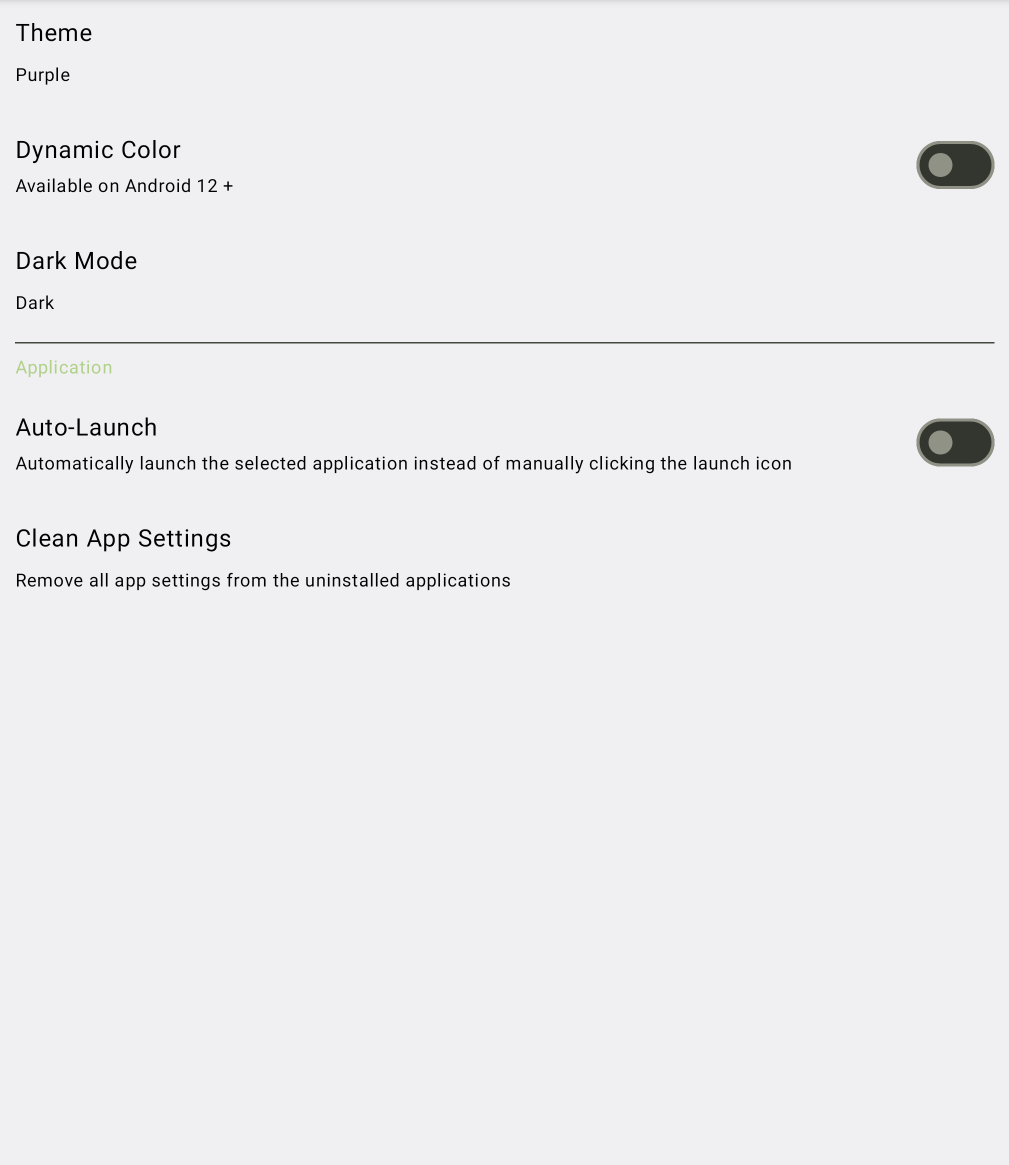 Theme
Purple
Dynamic Color
Available on Android 12 +
Dark Mode
Dark
Application
Auto-Launch
Automatically launch the selected application instead of manually clicking the launch icon
Clean App Settings
Remove all app settings from the uninstalled applications